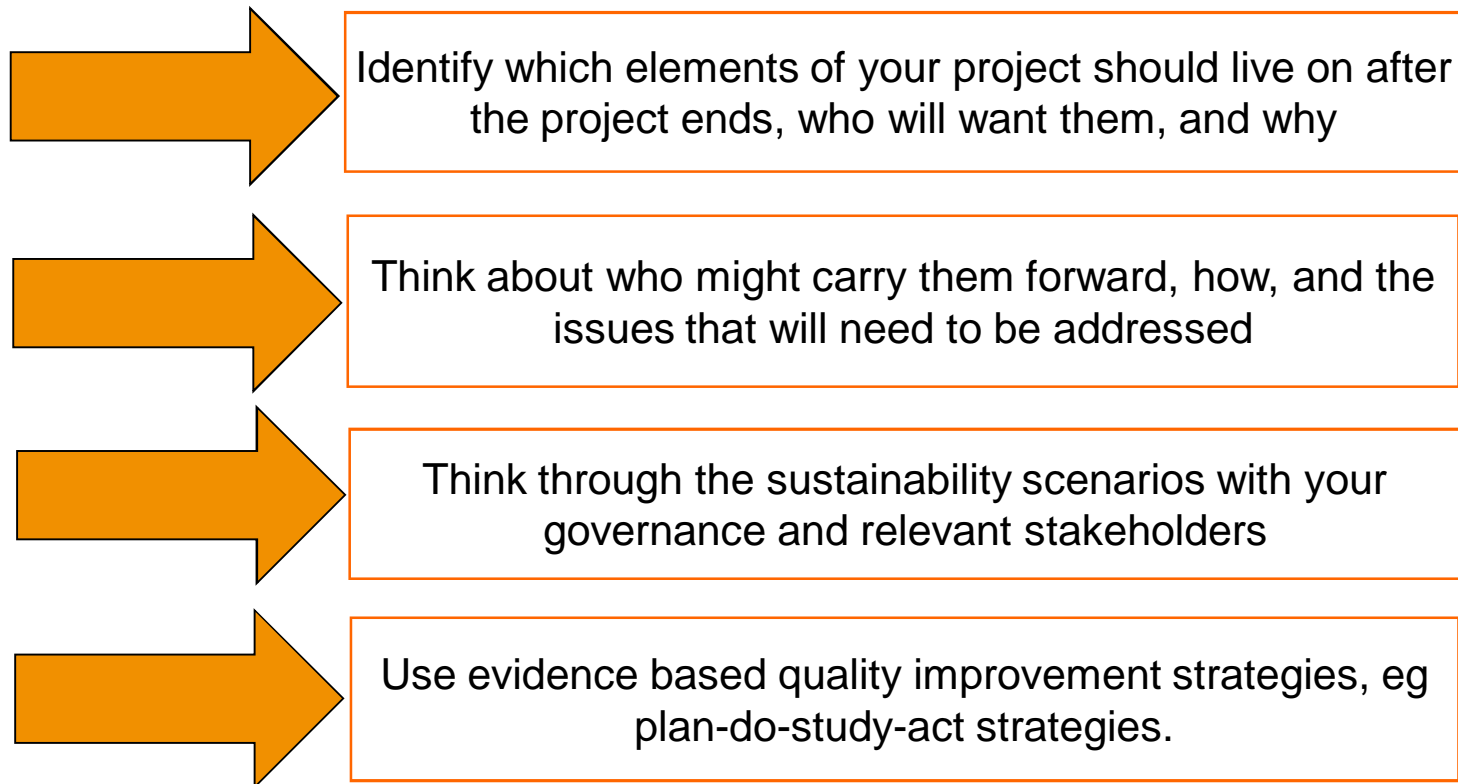 Identify which elements of your project should live on after
the project ends, who will want them, and why
Think about who might carry them forward, how, and the
issues that will need to be addressed
Think through the sustainability scenarios with your
governance and relevant stakeholders
Use evidence based quality improvement strategies, eg
plan-do-study-act strategies.